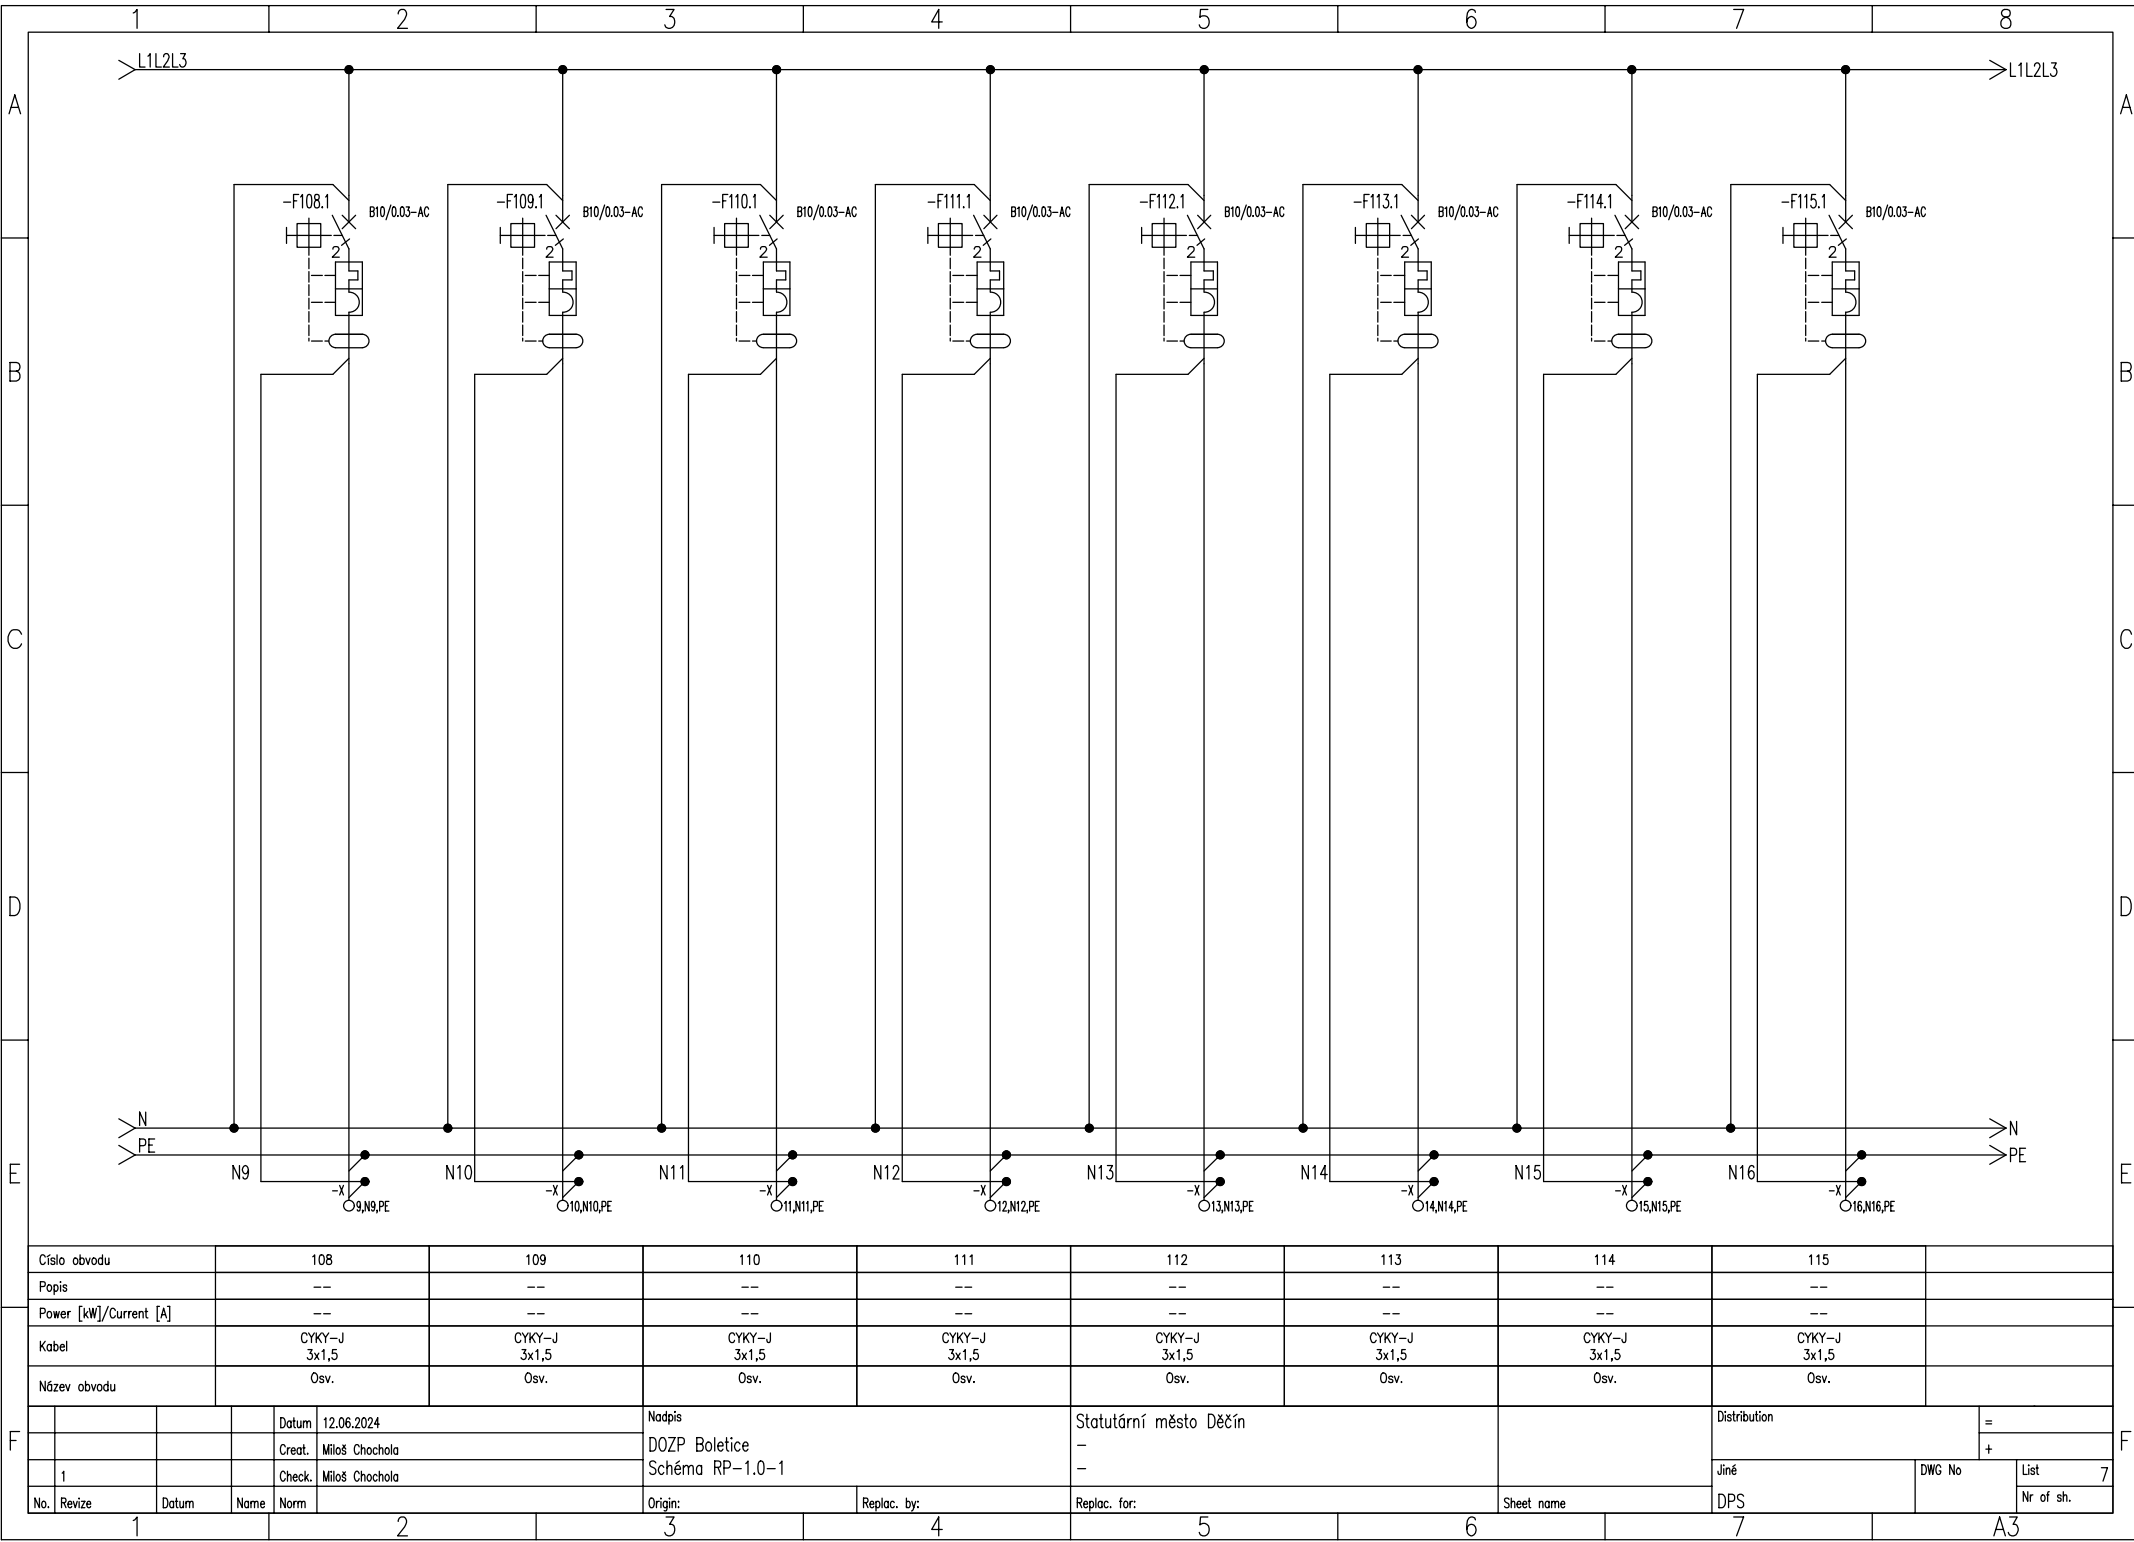 1 2 3 4 5 6 7 8
L1L2L3 L1L2L3
A A
-F108.1 B10/0.03-AC -F109.1 B10/0.03-AC -F110.1 B10/0.03-AC -F111.1 B10/0.03-AC -F112.1 B10/0.03-AC -F113.1 B10/0.03-AC -F114.1 B10/0.03-AC -F115.1 B10/0.03-AC
2 2 2 2 2 2 2 2
B B
C C
D D
N N
PE PE
E N9 N10 N11 N12 N13 N14 N15 N16 E
-X -X -X -X -X -X -X -X
9,N9,PE 10,N10,PE 11,N11,PE 12,N12,PE 13,N13,PE 14,N14,PE 15,N15,PE 16,N16,PE
Císlo obvodu 108 109 110 111 112 113 114 115
Popis -- -- -- -- -- -- -- --
Power [kW]/Current [A] -- -- -- -- -- -- -- --
Kabel CYKY-J CYKY-J CYKY-J CYKY-J CYKY-J CYKY-J CYKY-J CYKY-J
3x1,5 3x1,5 3x1,5 3x1,5 3x1,5 3x1,5 3x1,5 3x1,5
Název obvodu Osv. Osv. Osv. Osv. Osv. Osv. Osv. Osv.
F F
Datum 12.06.2024 Nadpis Statutární město Děčín Distribution =
Creat. Miloš Chochola DOZP Boletice - +
1 Check. Miloš Chochola Schéma RP-1.0-1 - Jiné DWG No List 7
No. Revize Datum Name Norm Origin: Replac. by: Replac. for: Sheet name DPS Nr of sh.
1 2 3 4 5 6 7 A3